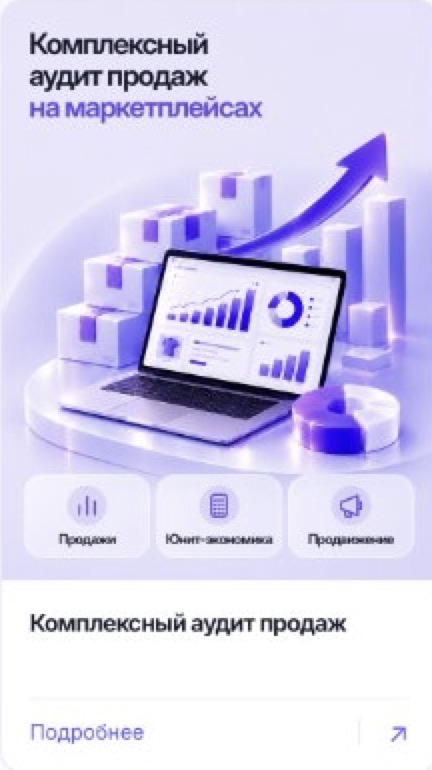 Комплексный
аудит продаж
на маркетплейсах
Продажи
Юнит-экономика
Продвижение
Комплексный аудит продаж
Подробнее